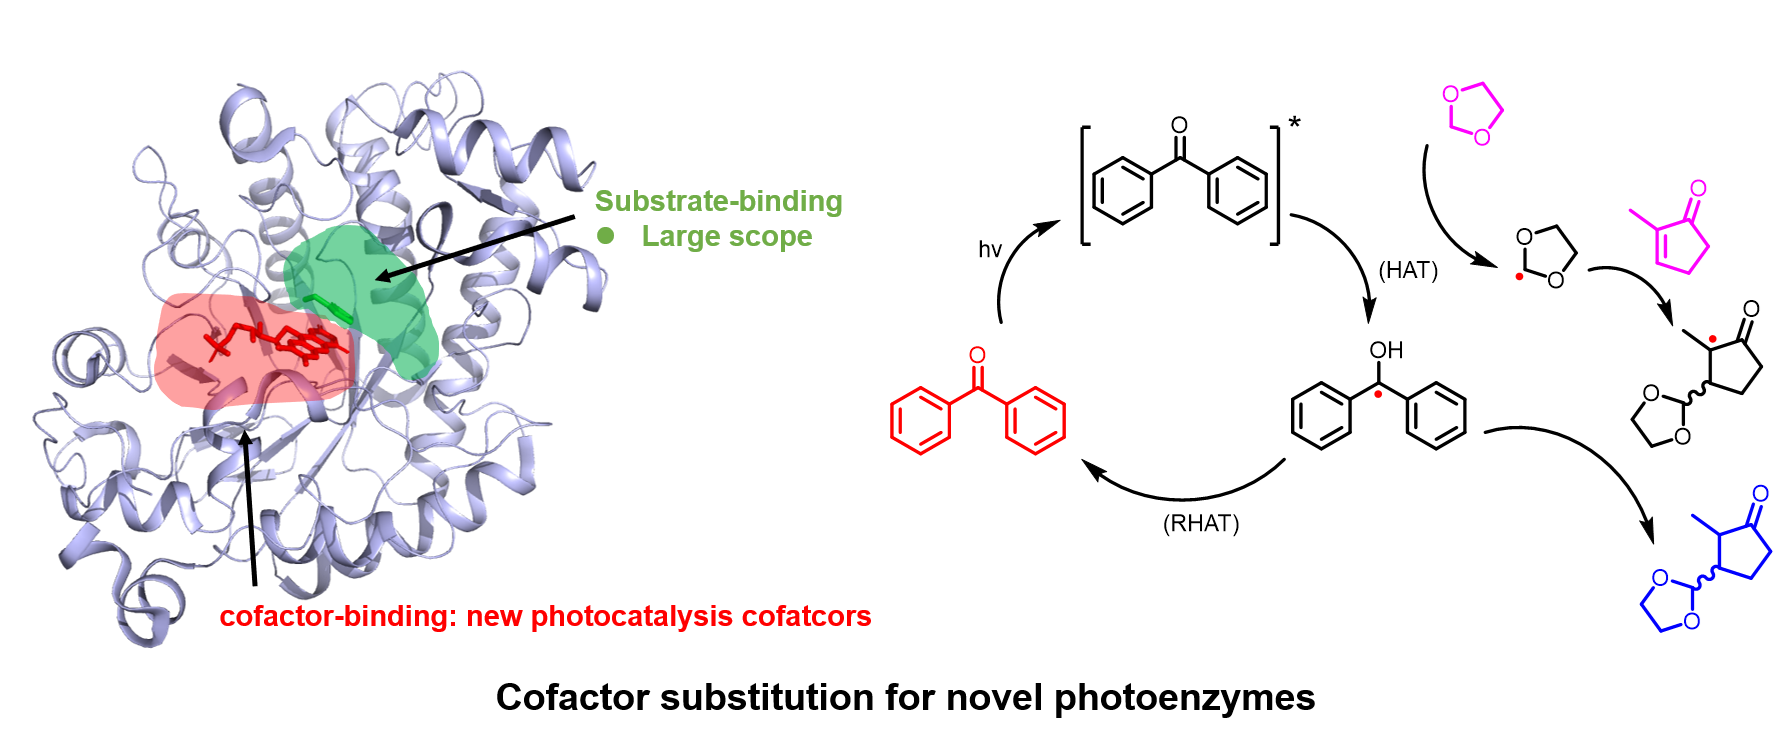 Substrate-binding
● Large scope
cofactor-binding: new photocatalysis cofatcors
O
*
hv
(HAT)
O
OH
(RHAT)
O
O
O
O
O
O
O
O
O
O
O
O
Cofactor substitution for novel photoenzymes